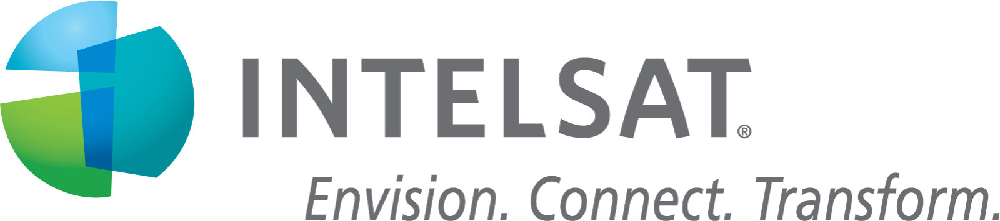 INTELSAT®
Envision. Connect. Transform.